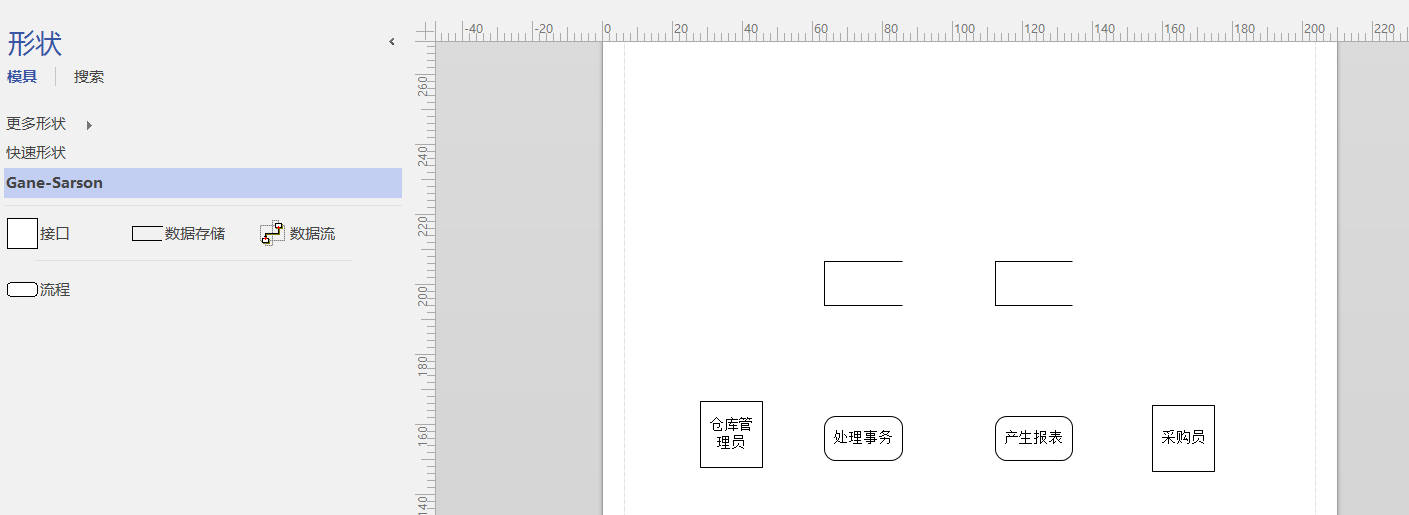 形状
模具 搜索
更多形状
快速形状
Gane-Sarson
接口 数据存储 数据流
流程
-40 -20 0 20 40 60 80 100 120 140 160 180 200 220
260
240
220
200
180
160
140
仓库管
理员
处理事务
产生报表
采购员